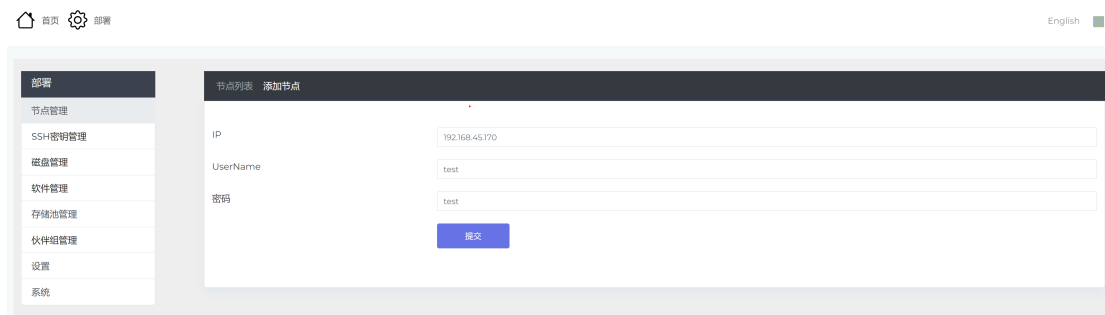 首页 部署 English
部署
节点管理
SSH密钥管理
磁盘管理
软件管理
存储池管理
伙伴组管理
设置
系统
节点列表 添加节点
IP 192.168.45.170
UserName test
密码 test
提交